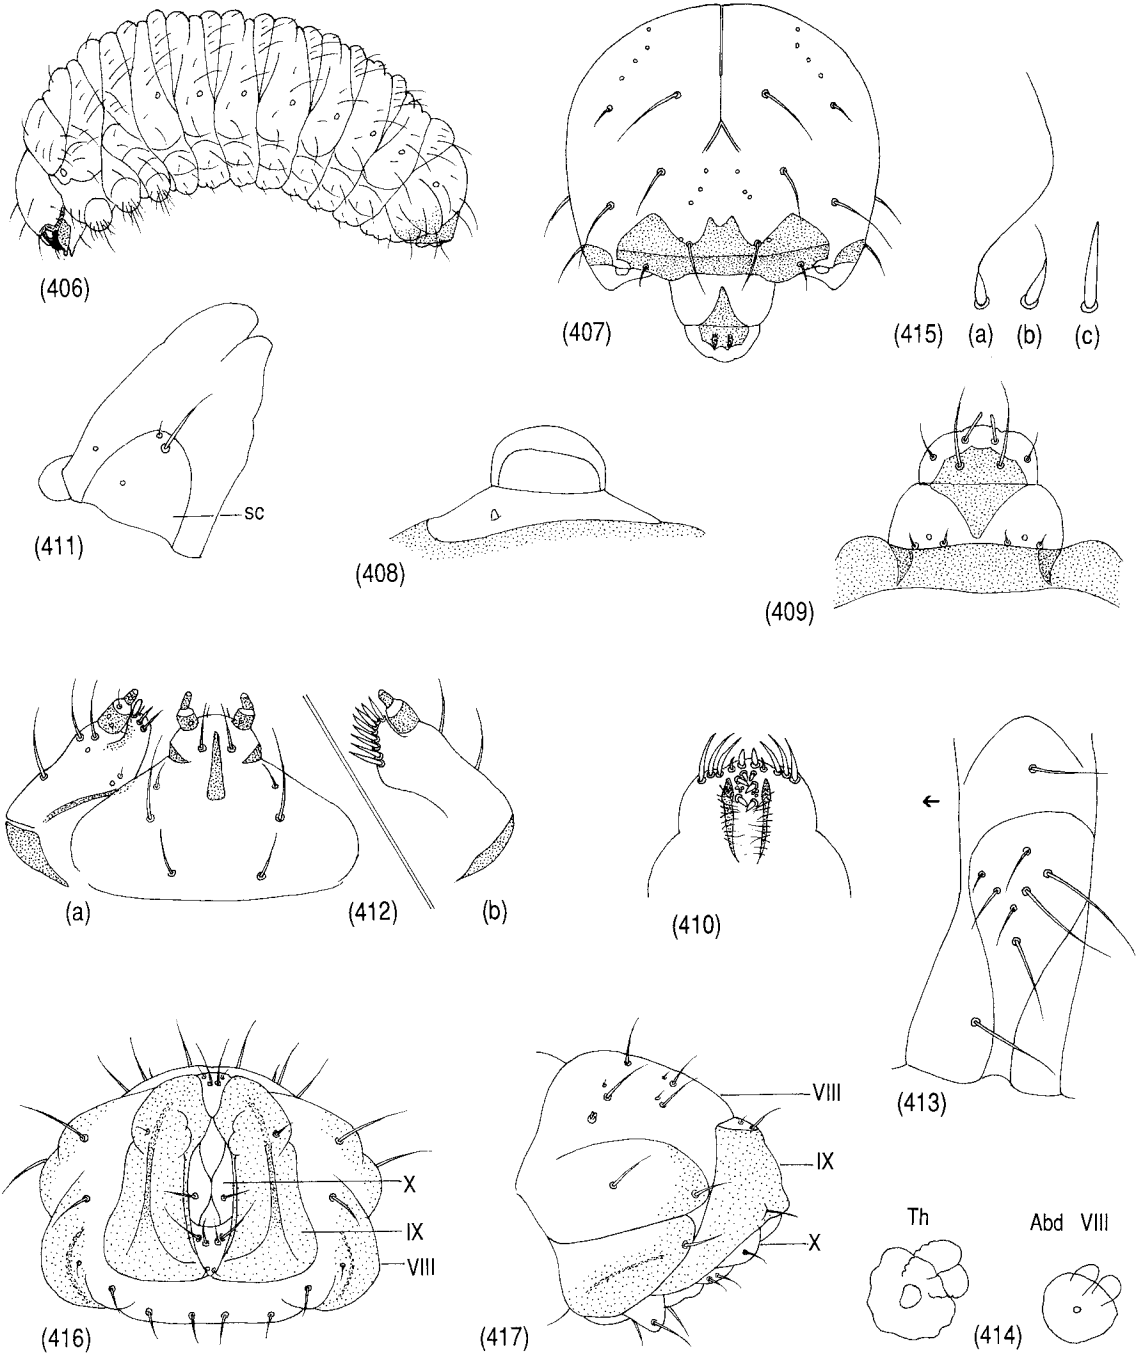 (406)
(407)
(415) (a) (b) (c)
sc
(411)
(408)
(409)
(a) (412) (b)
(410)
(413)
VIII
IX
X
X
IX
VIII
Th Abd VIII
(416) (417) (414)